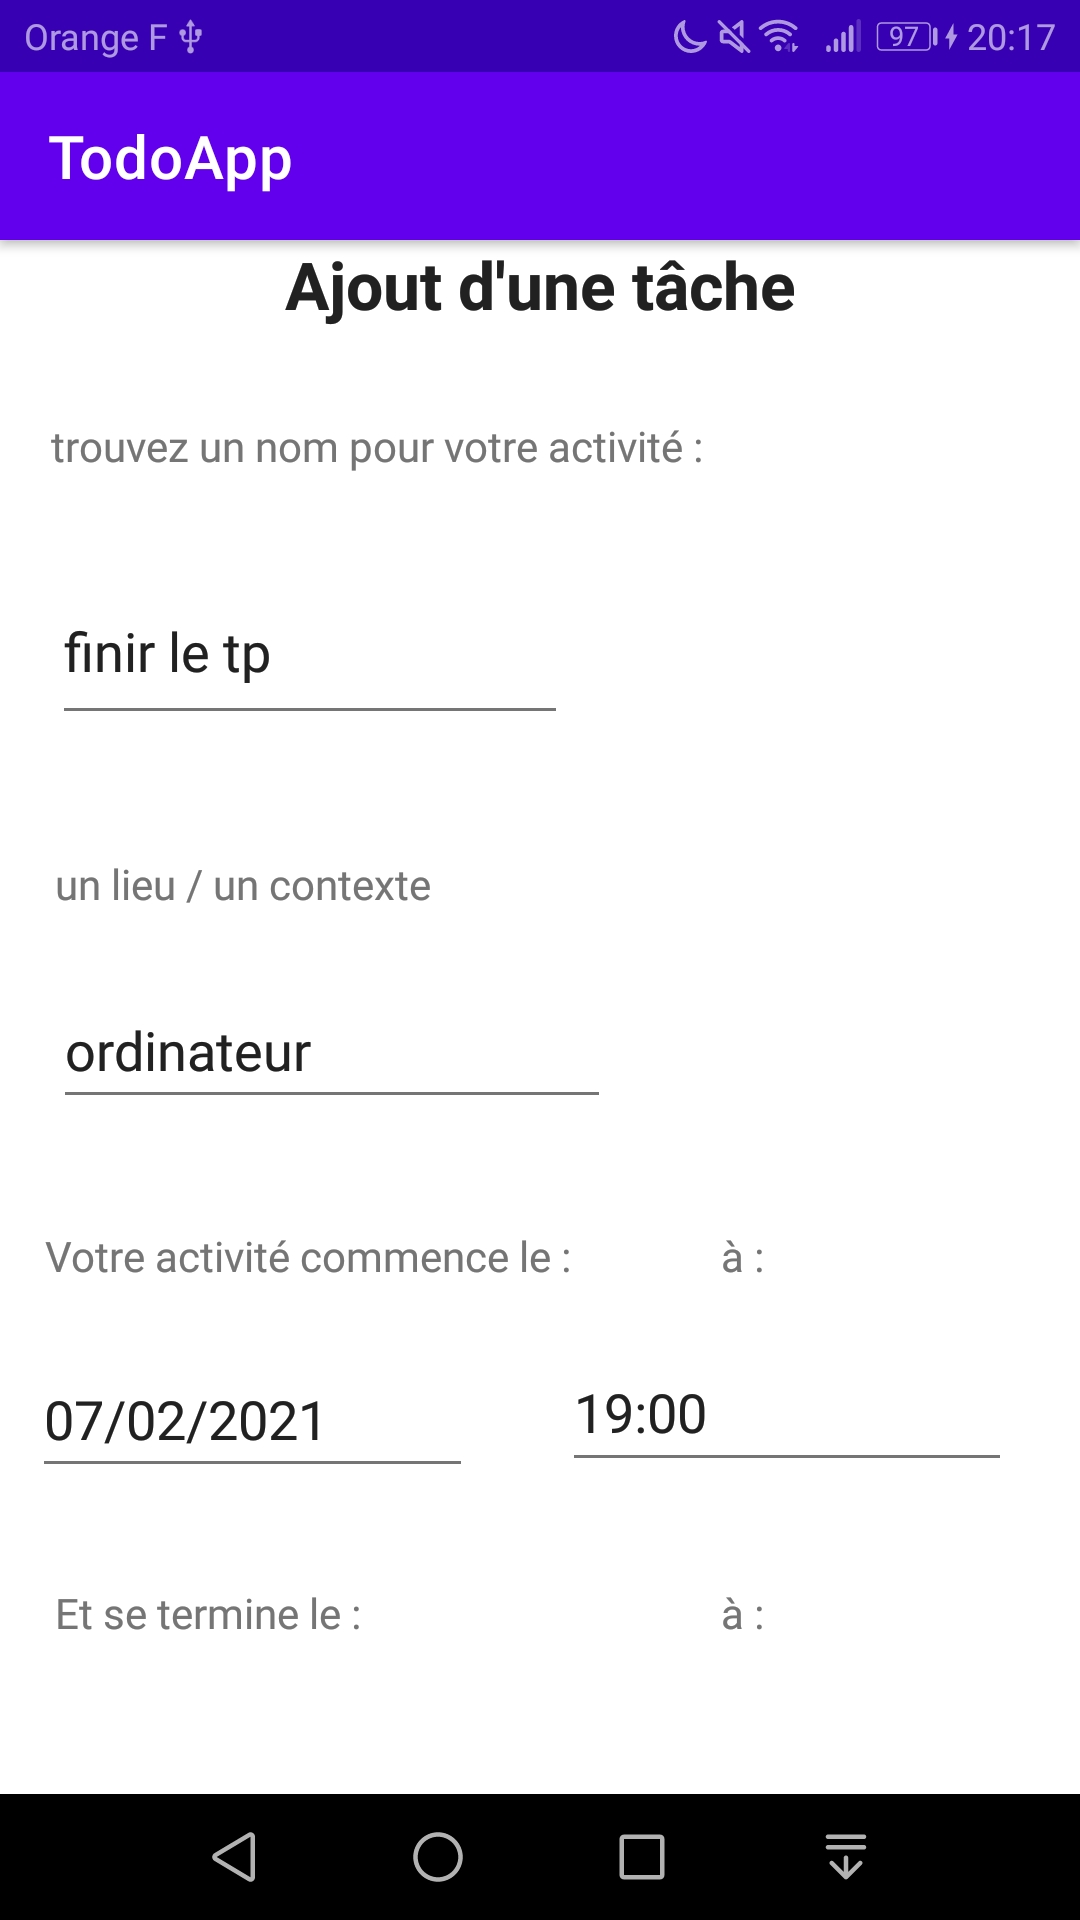 Orange F 97 20:17
TodoApp
Ajout d'une tâche
trouvez un nom pour votre activité :
finir le tp
un lieu / un contexte
ordinateur
Votre activité commence le : à :
07/02/2021 19:00
Et se termine le : à :